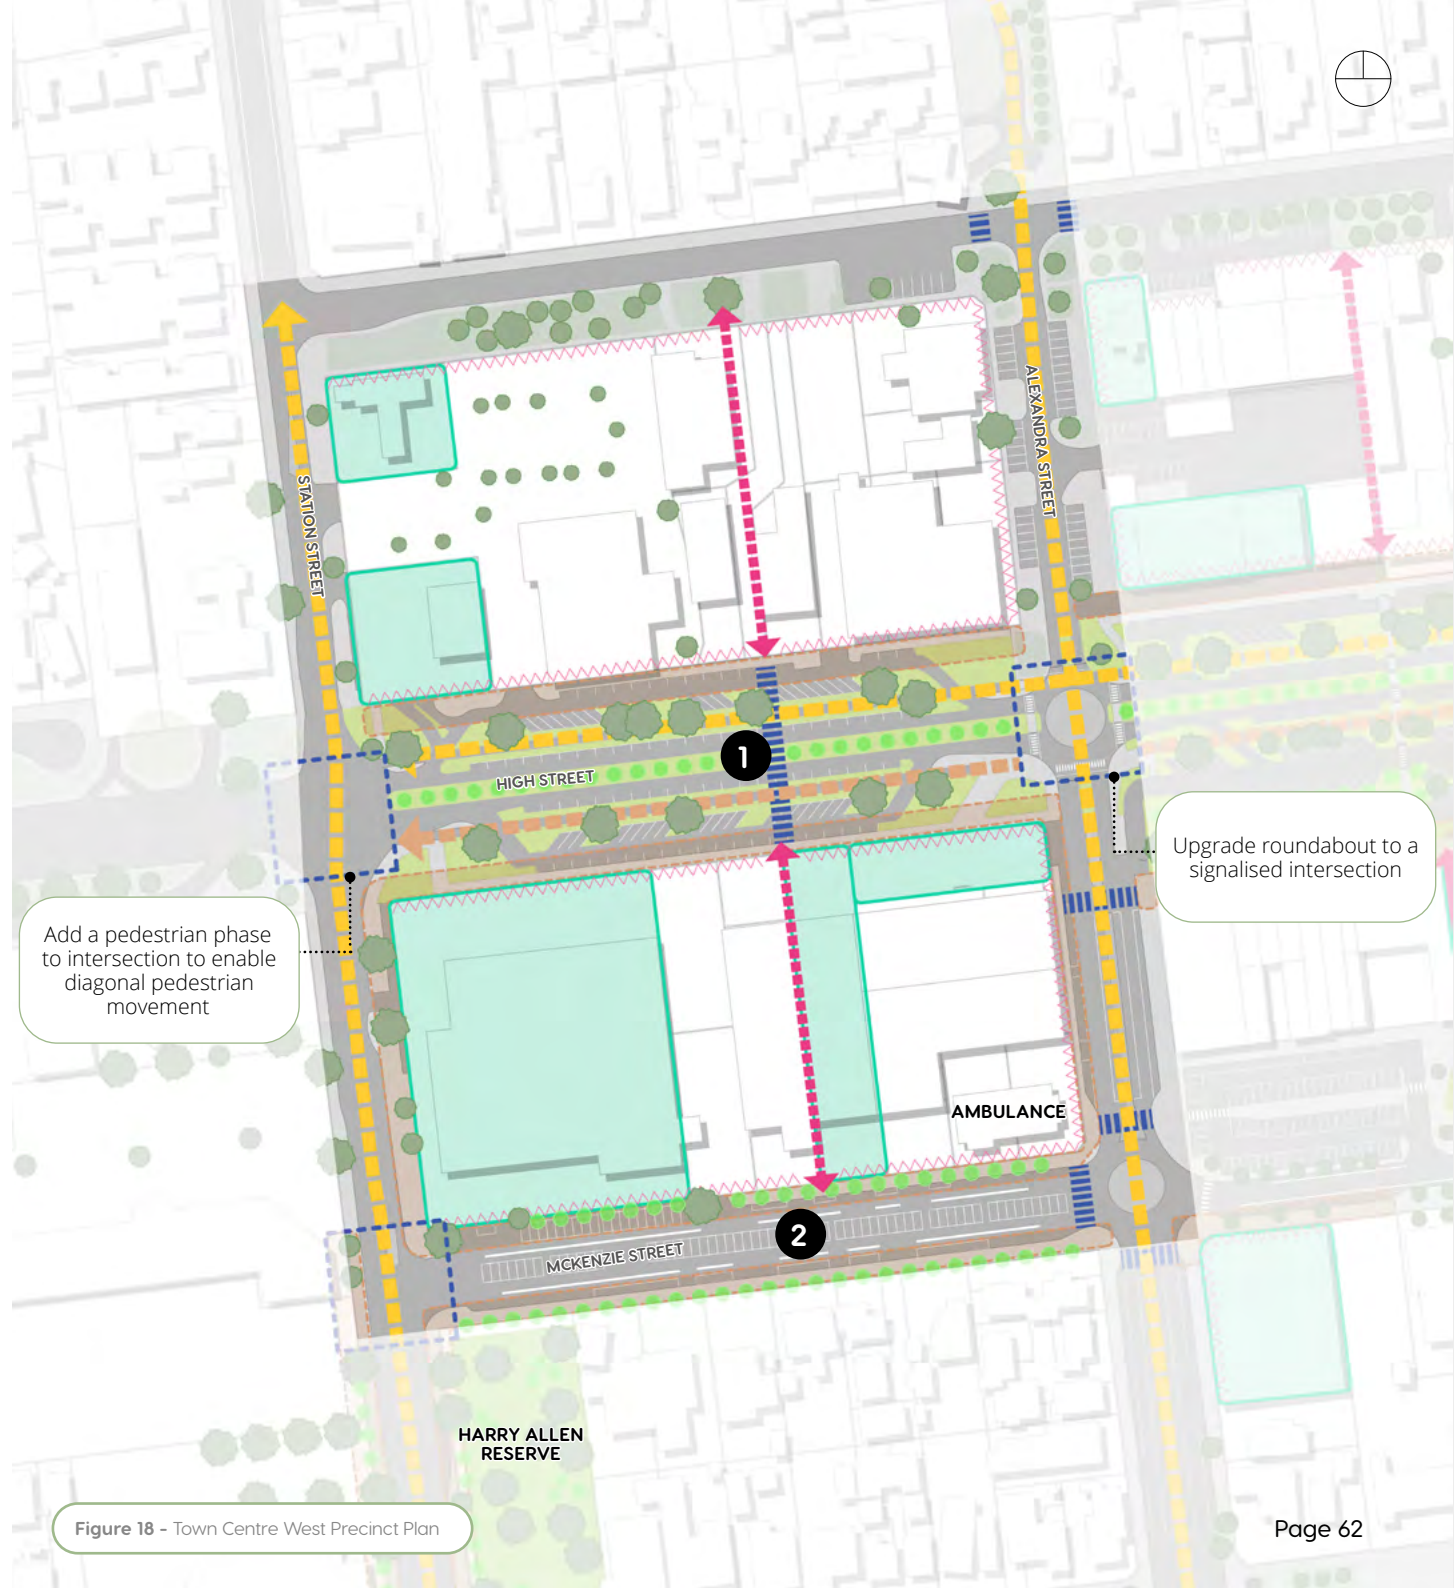 STATION STREET
ALEXANDRA STREET
1
HIGH STREET
Upgrade roundabout to a
signalised intersection
Add a pedestrian phase
to intersection to enable
diagonal pedestrian
movement
AMBULANCE
2
MCKENZIE STREET
HARRY ALLEN
RESERVE
Figure 18 - Town Centre West Precinct Plan
Page 62